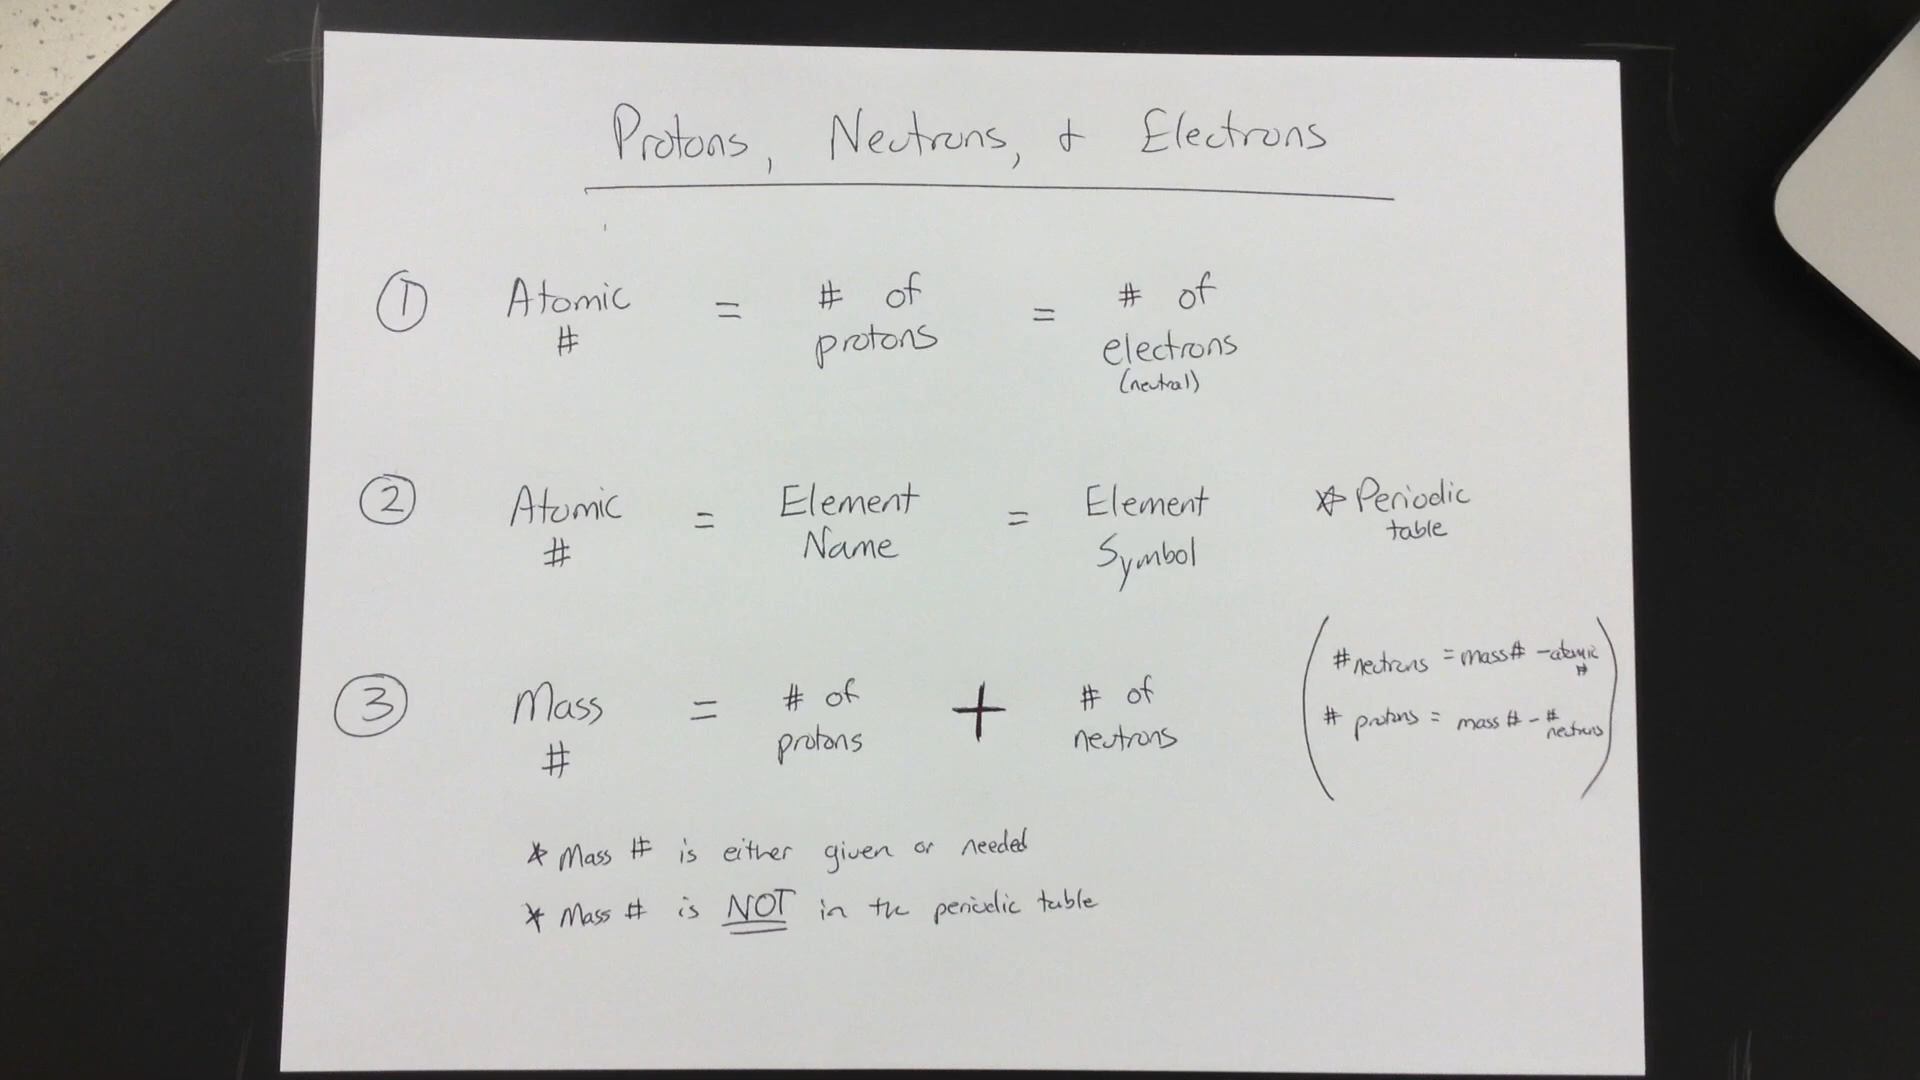 Protons, Neutrons, & Electrons
① Atomic # = # of protons = # of electrons (neutral)
② Atomic # = Element Name = Element Symbol * Periodic table
③ Mass # = # of protons + # of neutrons
(# neutrons = mass # - atomic #
# protons = mass # - # neutrons)
* Mass # is either given or needed
* Mass # is NOT in the periodic table